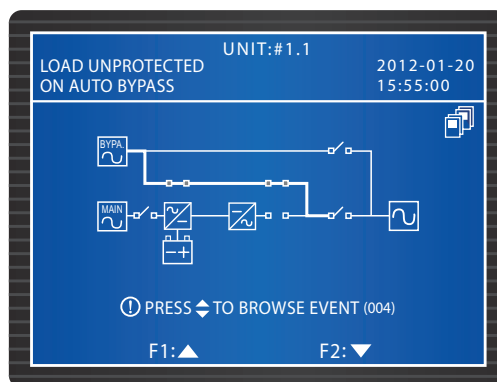 UNIT:#1.1
LOAD UNPROTECTED
ON AUTO BYPASS
2012-01-20
15:55:00
BYPA.
MAIN
PRESS TO BROWSE EVENT (004)
F1:
F2: